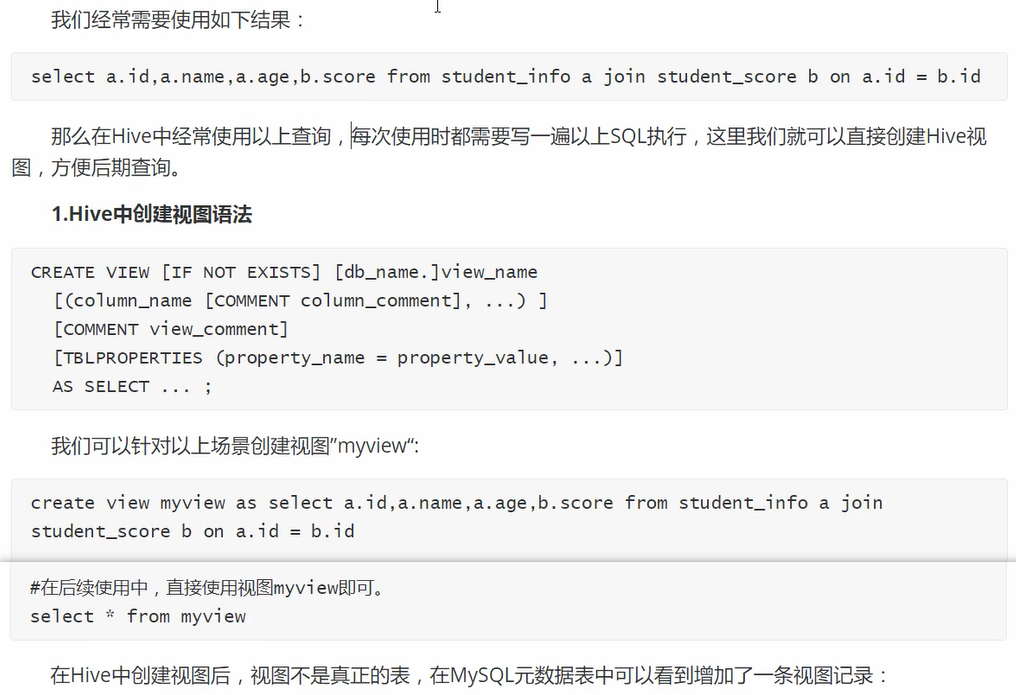 我们经常需要使用如下结果：
select a.id,a.name,a.age,b.score from student_info a join student_score b on a.id = b.id
那么在Hive中经常使用以上查询，每次使用时都需要写一遍以上SQL执行，这里我们就可以直接创建Hive视
图，方便后期查询。
1.Hive中创建视图语法
CREATE VIEW [IF NOT EXISTS] [db_name.]view_name
[(column_name [COMMENT column_comment], ...) ]
[COMMENT view_comment]
[TBLPROPERTIES (property_name = property_value, ...)]
AS SELECT ... ;
我们可以针对以上场景创建视图”myview“:
create view myview as select a.id,a.name,a.age,b.score from student_info a join
student_score b on a.id = b.id
#在后续使用中，直接使用视图myview即可。
select * from myview
在Hive中创建视图后，视图不是真正的表，在MySQL元数据表中可以看到增加了一条视图记录：